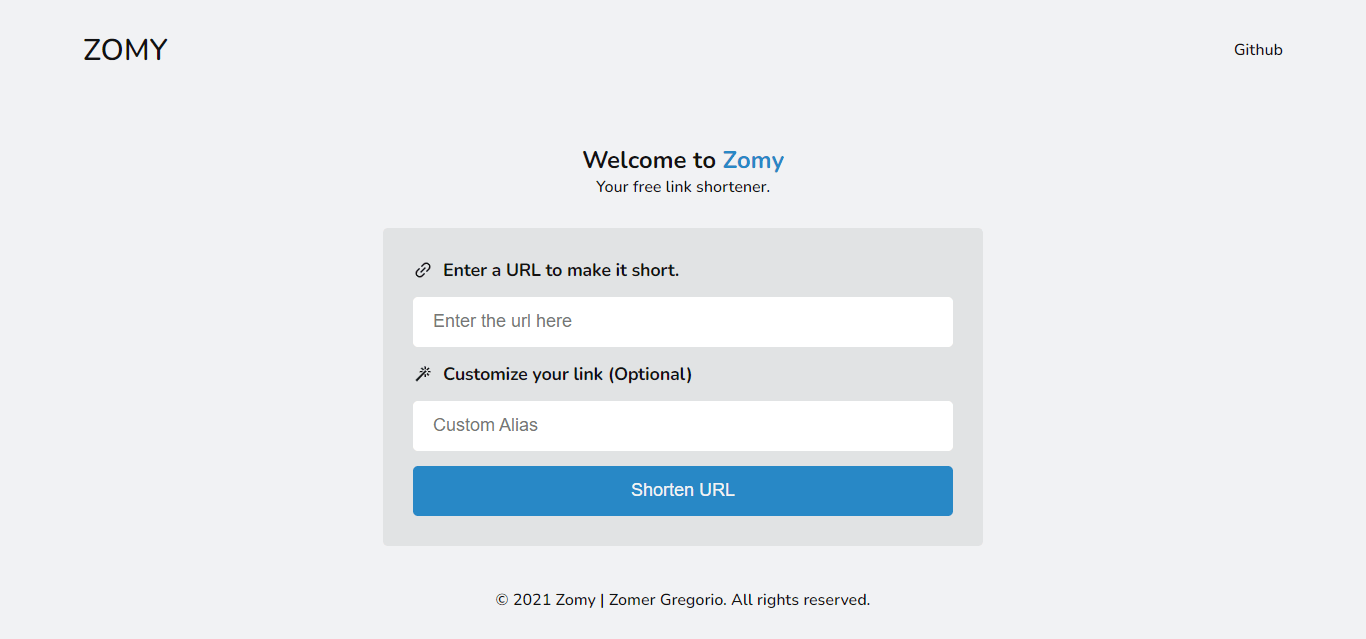 ZOMY
Github
Welcome to Zomy
Your free link shortener.
Enter a URL to make it short.
Enter the url here
Customize your link (Optional)
Custom Alias
Shorten URL
© 2021 Zomy | Zomer Gregorio. All rights reserved.